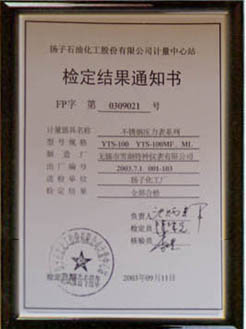 扬子石油化工股份有限公司计量中心站
检定结果通知书
FP字 第 0309021 号
计量器具名称 不锈钢压力表系列
型号规格 YTS-100 YTS-100MF、ML
制造厂 无锡市雪朗特种仪表有限公司
出厂编号 2003.7.1 001-103
送检单位 扬子化工厂
检定结果 全部合格
负责人
检定员
核验员
2003年09月11日